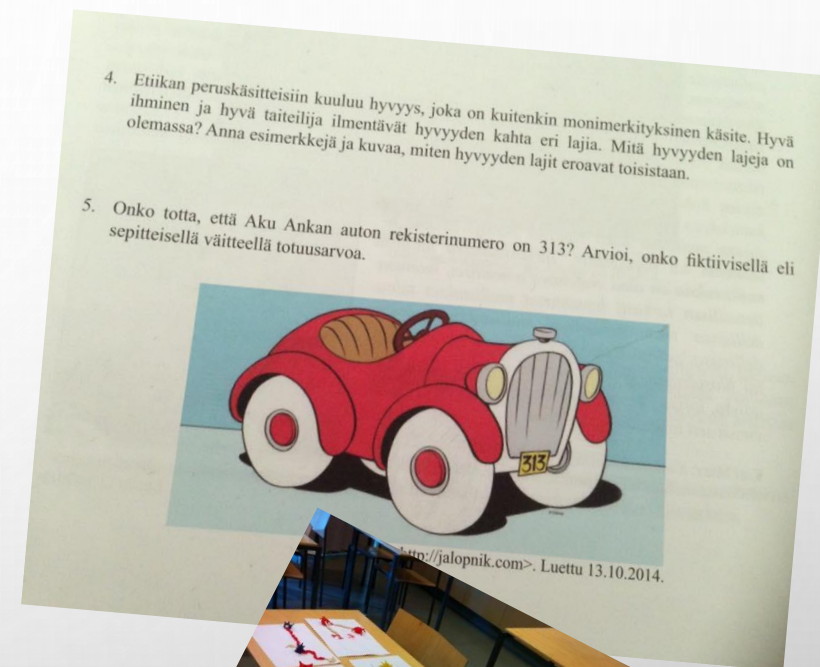 4. Etiikan peruskäsitteisiin kuuluu hyvyys, joka on kuitenkin monimerkityksinen käsite. Hyvä
ihminen ja hyvä taiteilija ilmentävät hyvyyden kahta eri lajia. Mitä hyvyyden lajeja on
olemassa? Anna esimerkkejä ja kuvaa, miten hyvyyden lajit eroavat toisistaan.
5. Onko totta, että Aku Ankan auton rekisterinumero on 313? Arvioi, onko fiktiivisellä eli
sepitteisellä väitteellä totuusarvoa.
313
http://jalopnik.com>. Luettu 13.10.2014.